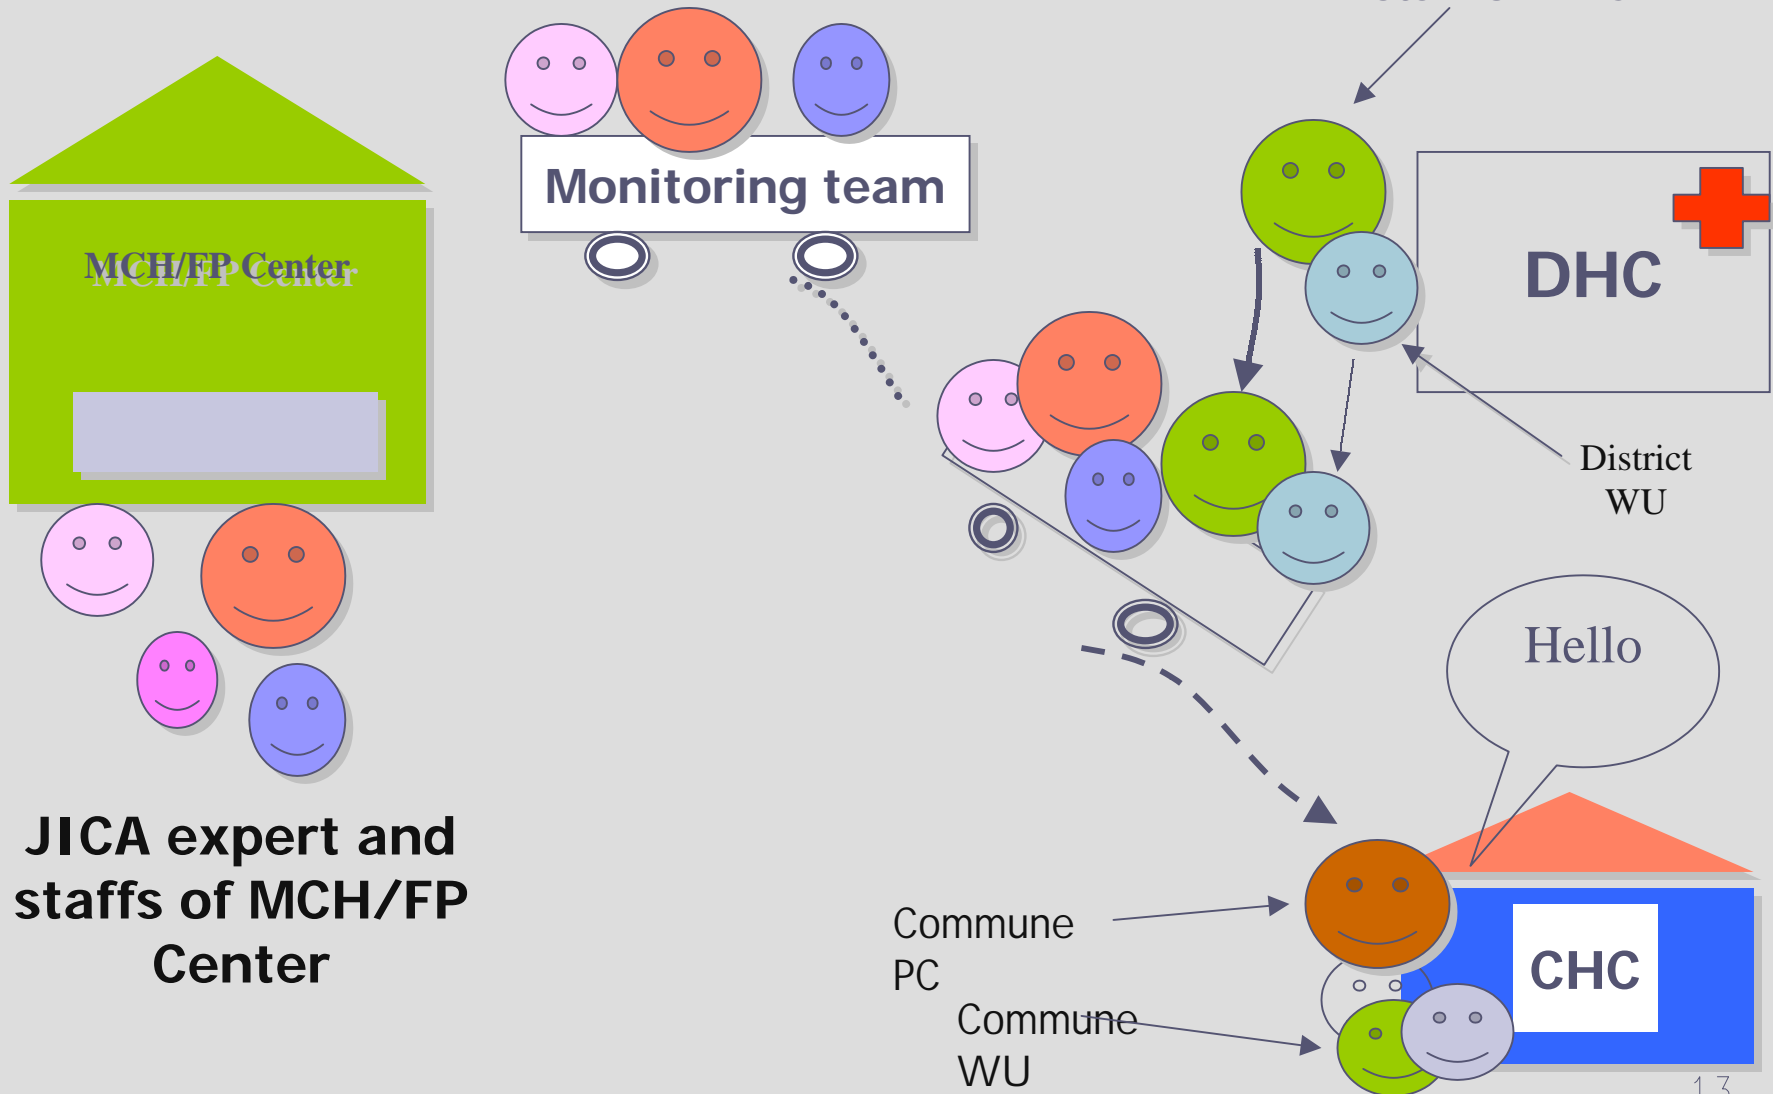 Monitoring team
MCH/FP Center
DHC
District
WU
Hello
JICA expert and
staffs of MCH/FP
Center
Commune
PC
CHC
Commune
WU
13